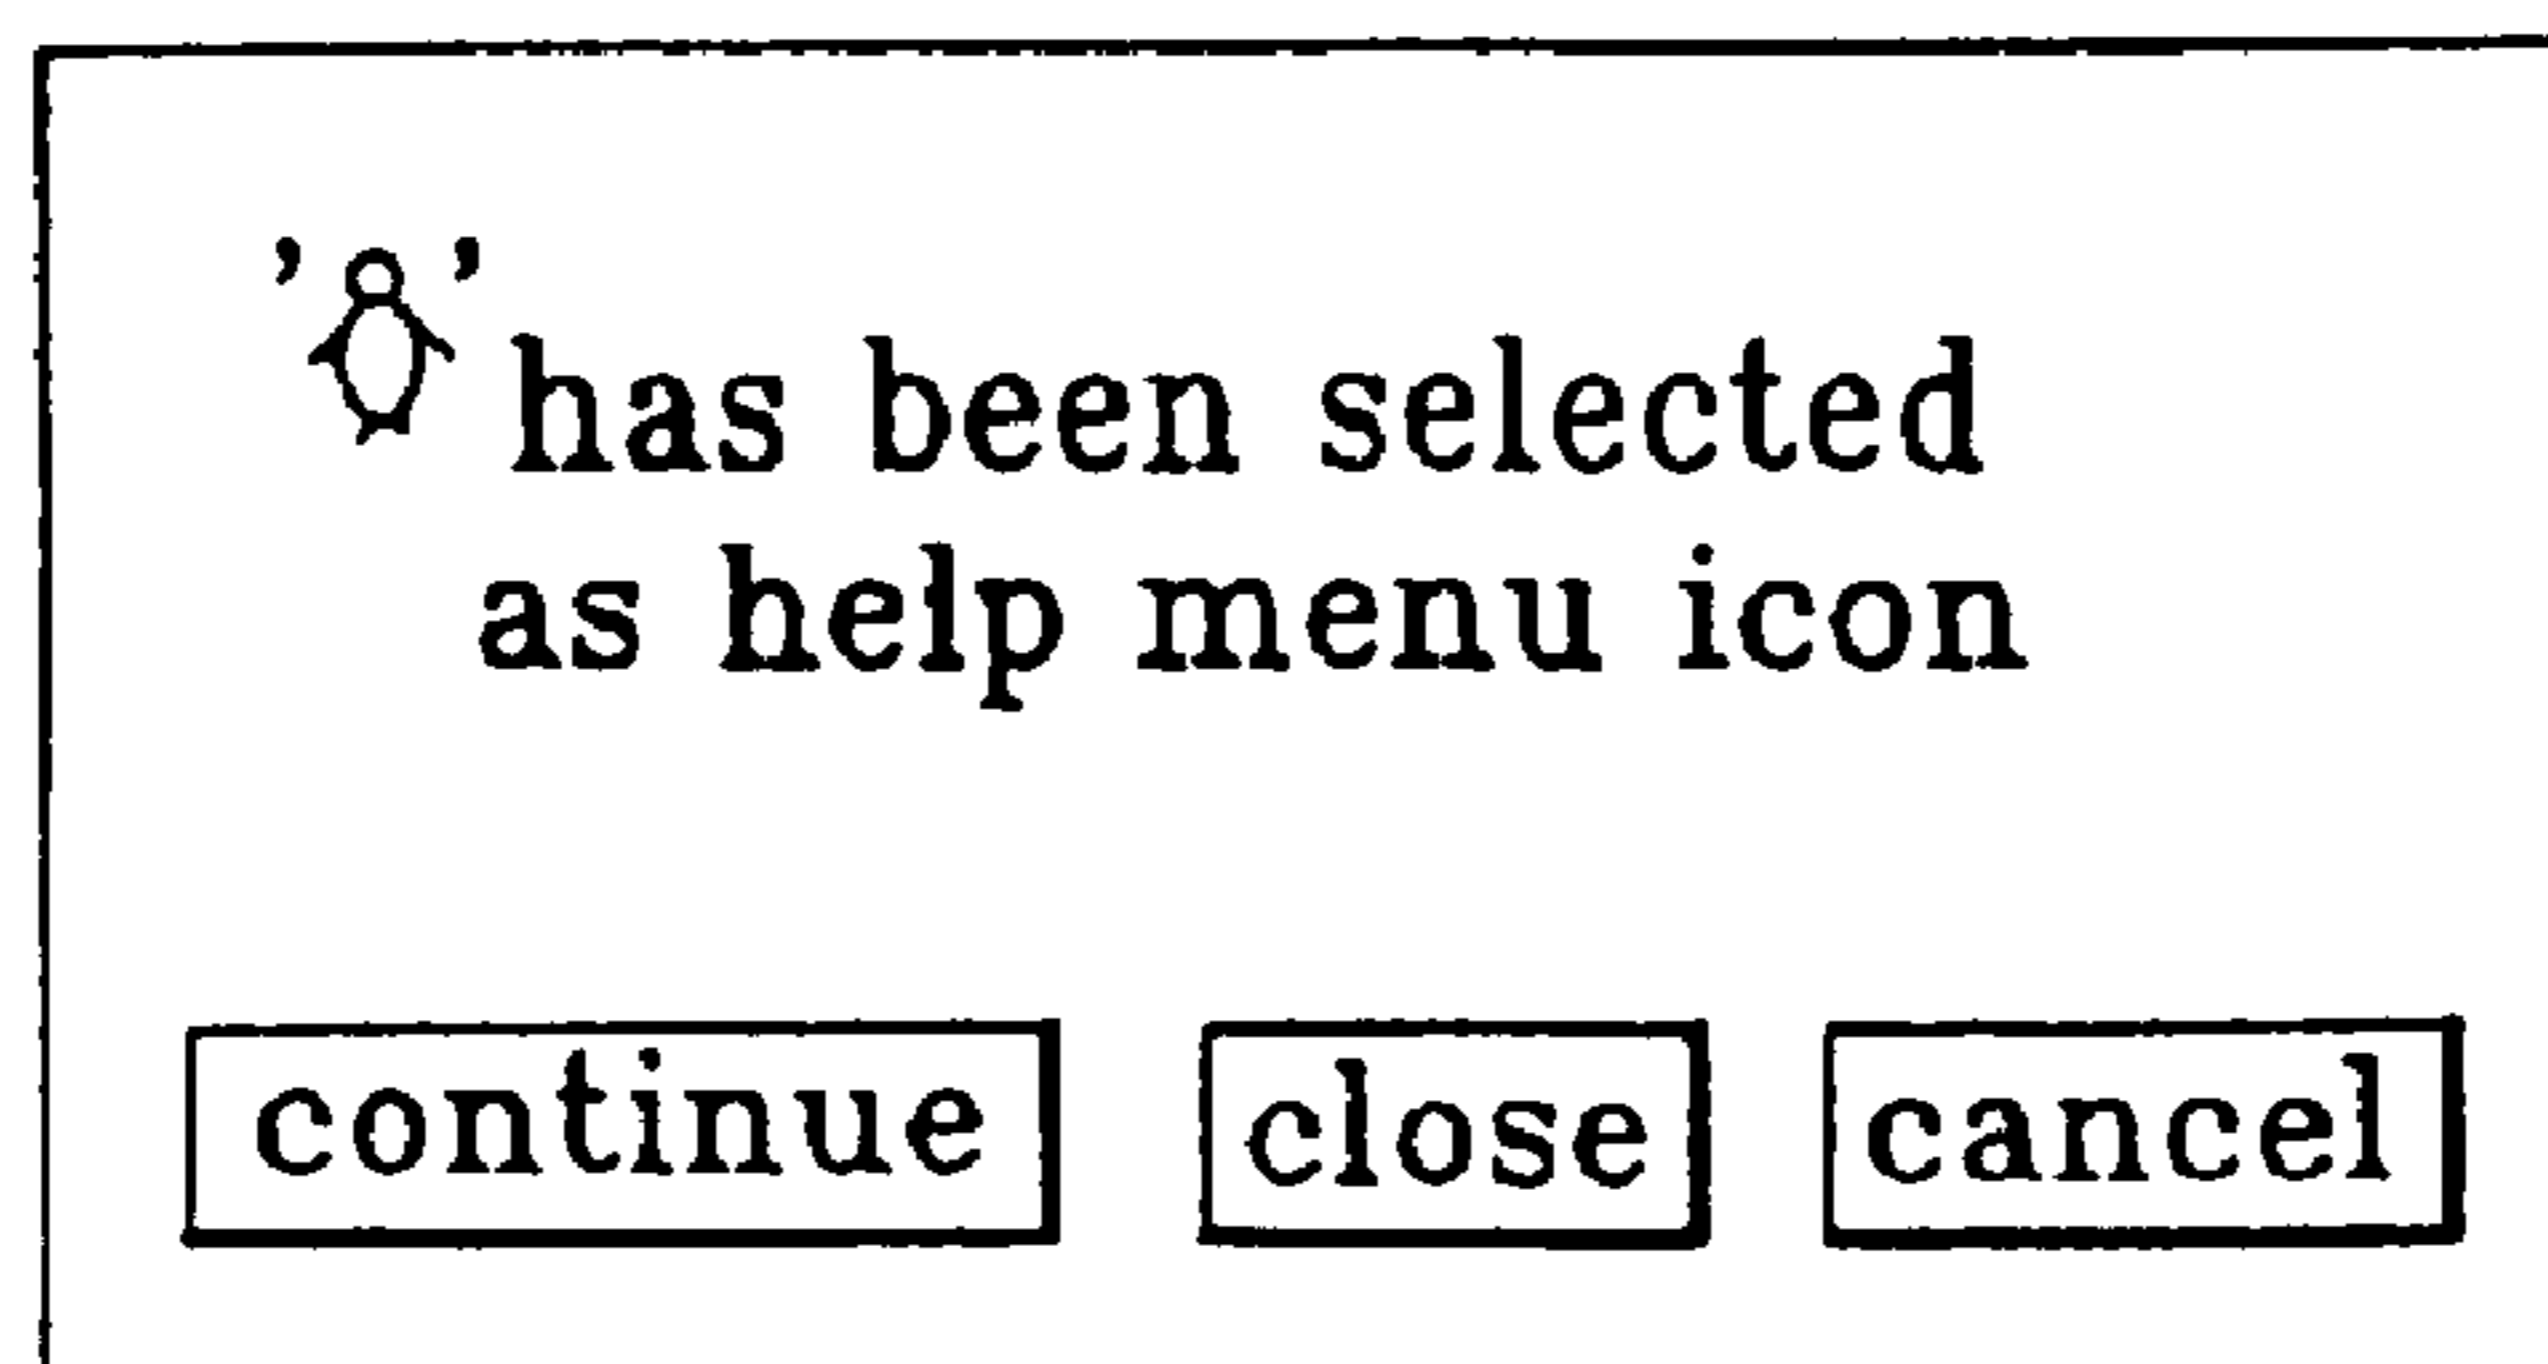 ’ ’ has been selected
as help menu icon
continue close cancel